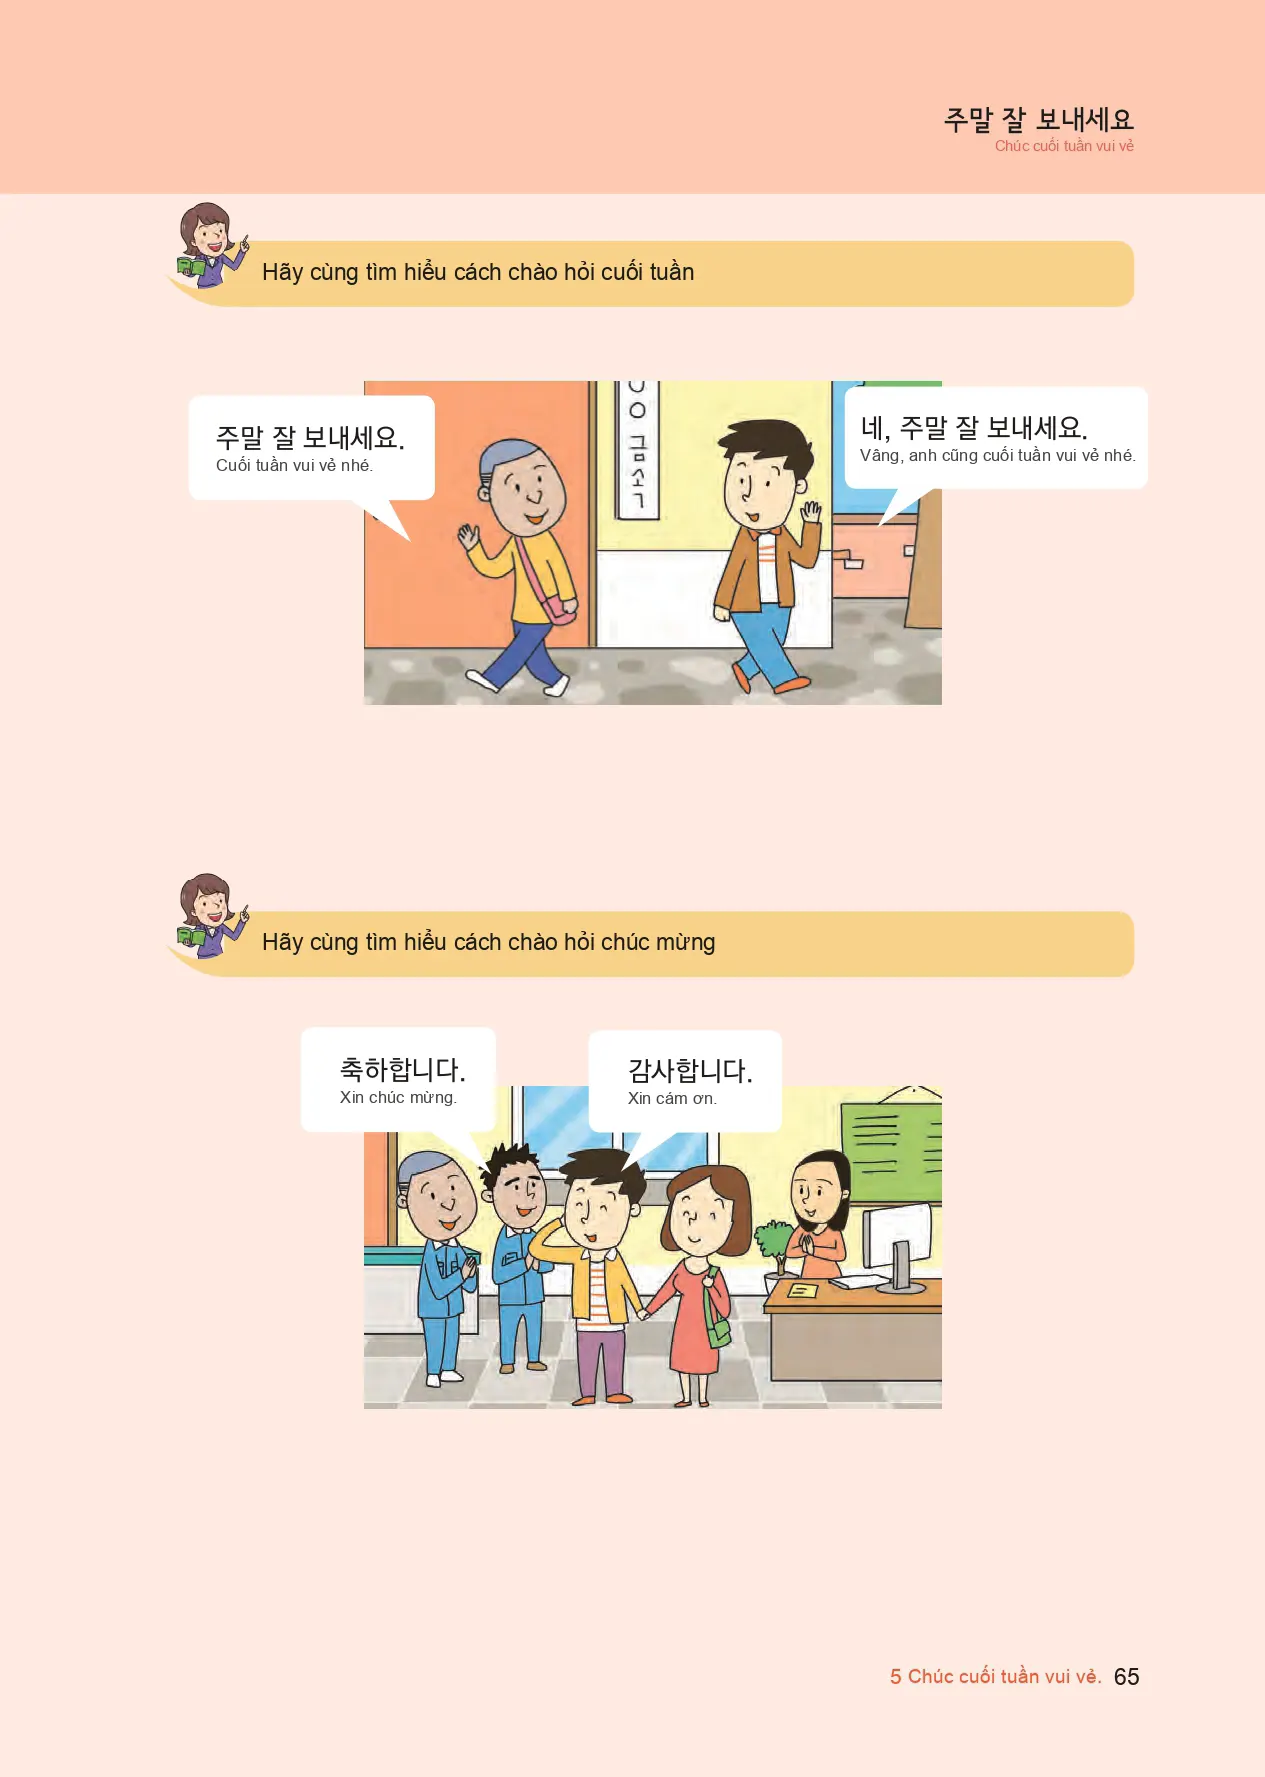 주말 잘 보내세요
Chúc cuối tuần vui vẻ
Hãy cùng tìm hiểu cách chào hỏi cuối tuần
주말 잘 보내세요.
Cuối tuần vui vẻ nhé.
네, 주말 잘 보내세요.
Vâng, anh cũng cuối tuần vui vẻ nhé.
Hãy cùng tìm hiểu cách chào hỏi chúc mừng
축하합니다.
Xin chúc mừng.
감사합니다.
Xin cám ơn.
5 Chúc cuối tuần vui vẻ. 65